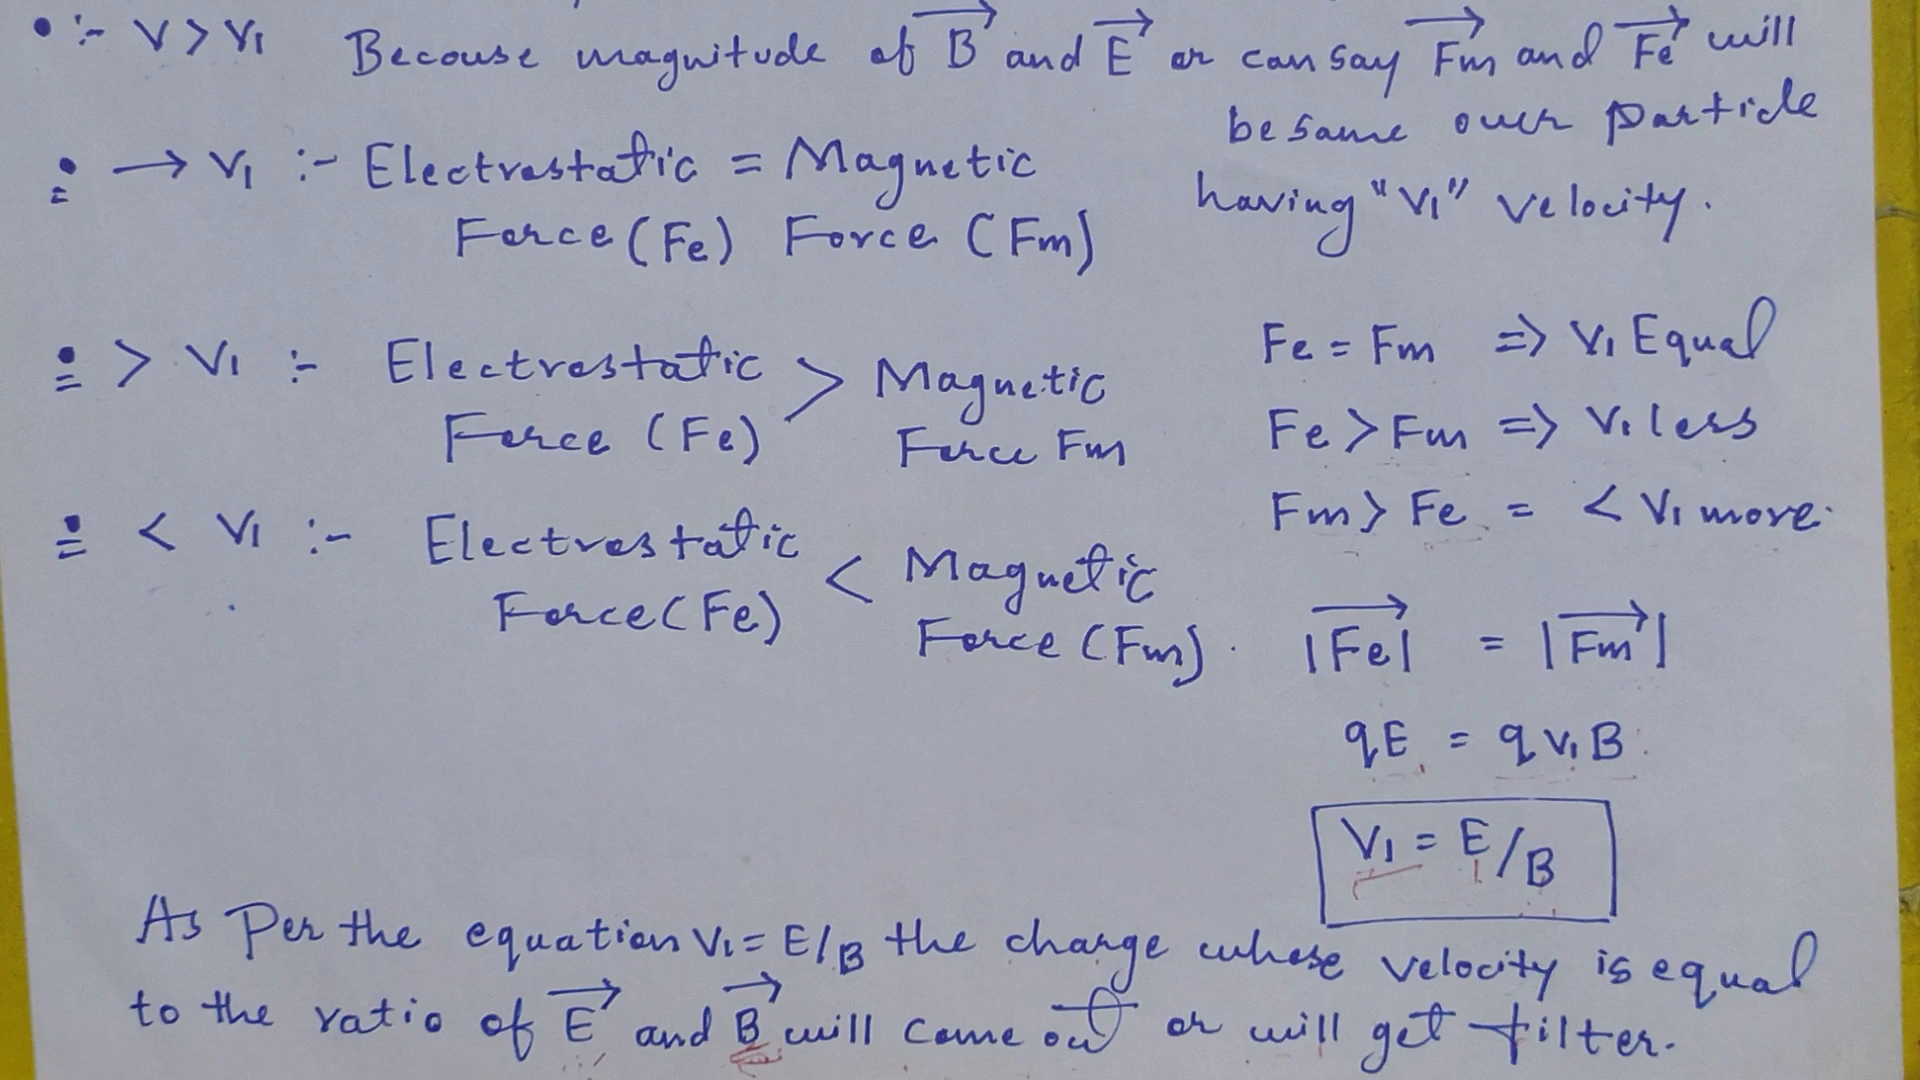 • :- V > V1 Becouse magnitude of B and E or can say Fm and Fe will
be same over particle
having "V1" velocity.
• → V1 :- Electrostatic = Magnetic
Force (Fe) Force (Fm)
• > V1 :- Electrostatic > Magnetic
Force (Fe) Force Fm
• < V1 :- Electrostatic < Magnetic
Force (Fe) Force (Fm).
Fe = Fm => V1 Equal
Fe > Fm => V1 less
Fm > Fe = < V1 more.
|Fe| = |Fm|
qE = qv1B
V1 = E/B
As Per the equation V1 = E/B the charge whose velocity is equal
to the ratio of E and B will come out or will get filter.